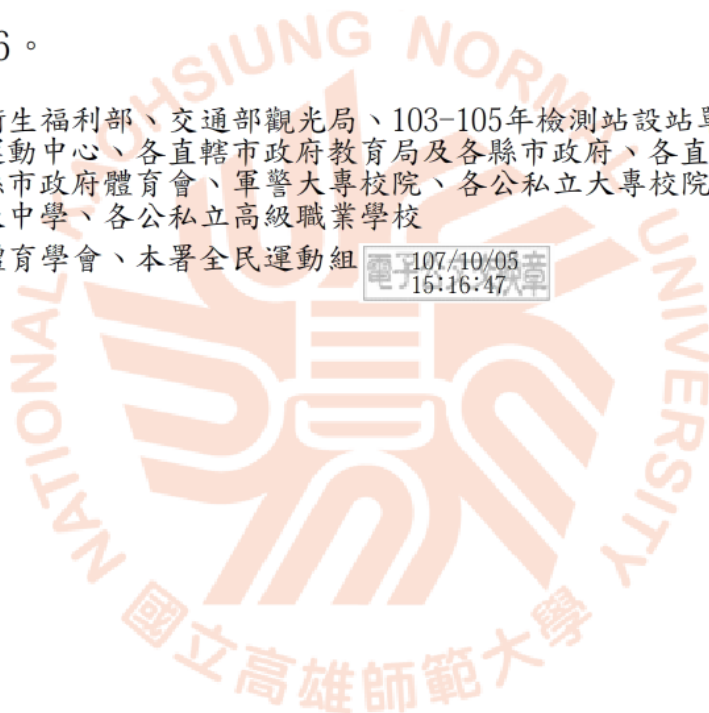 6。
衛生福利部、交通部觀光局、103-105年檢測站設站單
運動中心、各直轄市政府教育局及各縣市政府、各直
縣市政府體育會、軍警大專校院、各公私立大專校院
中學、各公私立高級職業學校
體育學會、本署全民運動組
電子公文
章
107/10/05
15:16:47
NATIONAL KAOHSIUNG NORMAL UNIVERSITY
國立高雄師範大學